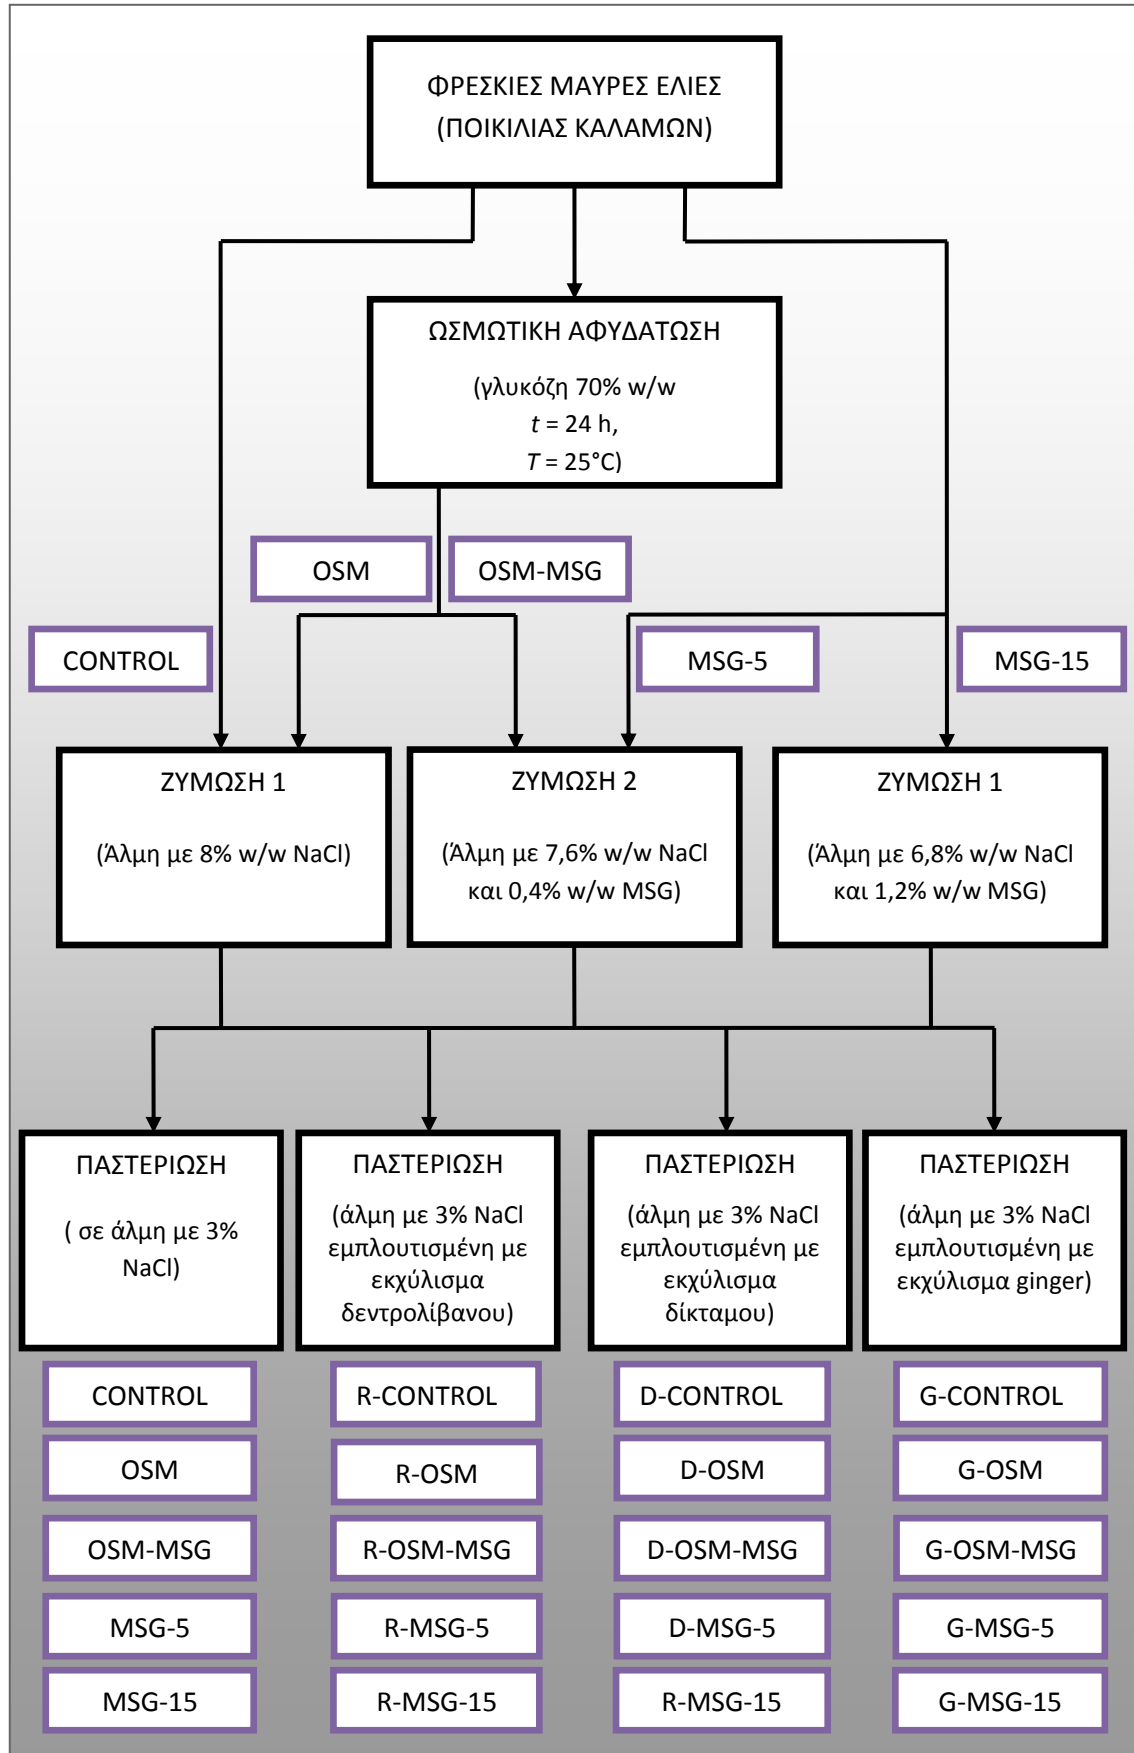 ΦΡΕΣΚΙΕΣ ΜΑΥΡΕΣ ΕΛΙΕΣ
(ΠΟΙΚΙΛΙΑΣ ΚΑΛΑΜΩΝ)
ΩΣΜΩΤΙΚΗ ΑΦΥΔΑΤΩΣΗ
(γλυκόζη 70% w/w
t = 24 h,
T = 25°C)
OSM
OSM-MSG
CONTROL
MSG-5
MSG-15
ΖΥΜΩΣΗ 1
(Άλμη με 8% w/w NaCl)
ΖΥΜΩΣΗ 2
(Άλμη με 7,6% w/w NaCl
και 0,4% w/w MSG)
ΖΥΜΩΣΗ 1
(Άλμη με 6,8% w/w NaCl
και 1,2% w/w MSG)
ΠΑΣΤΕΡΙΩΣΗ
( σε άλμη με 3%
NaCl)
ΠΑΣΤΕΡΙΩΣΗ
(άλμη με 3% NaCl
εμπλουτισμένη με
εκχύλισμα
δεντρολίβανου)
ΠΑΣΤΕΡΙΩΣΗ
(άλμη με 3% NaCl
εμπλουτισμένη με
εκχύλισμα
δίκταμου)
ΠΑΣΤΕΡΙΩΣΗ
(άλμη με 3% NaCl
εμπλουτισμένη με
εκχύλισμα ginger)
CONTROL
R-CONTROL
D-CONTROL
G-CONTROL
OSM
R-OSM
D-OSM
G-OSM
OSM-MSG
R-OSM-MSG
D-OSM-MSG
G-OSM-MSG
MSG-5
R-MSG-5
D-MSG-5
G-MSG-5
MSG-15
R-MSG-15
R-MSG-15
G-MSG-15